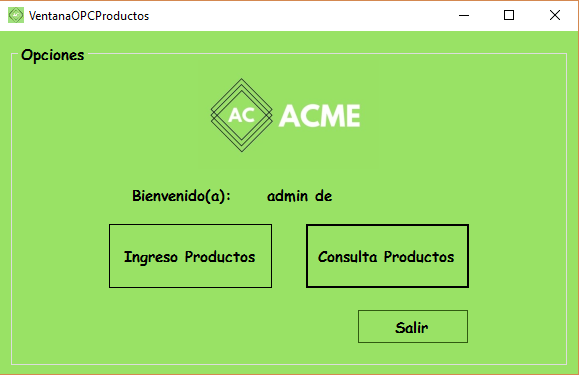 VentanaOPCProductos
Opciones
AC ACME
Bienvenido(a): admin de
Ingreso Productos Consulta Productos
Salir